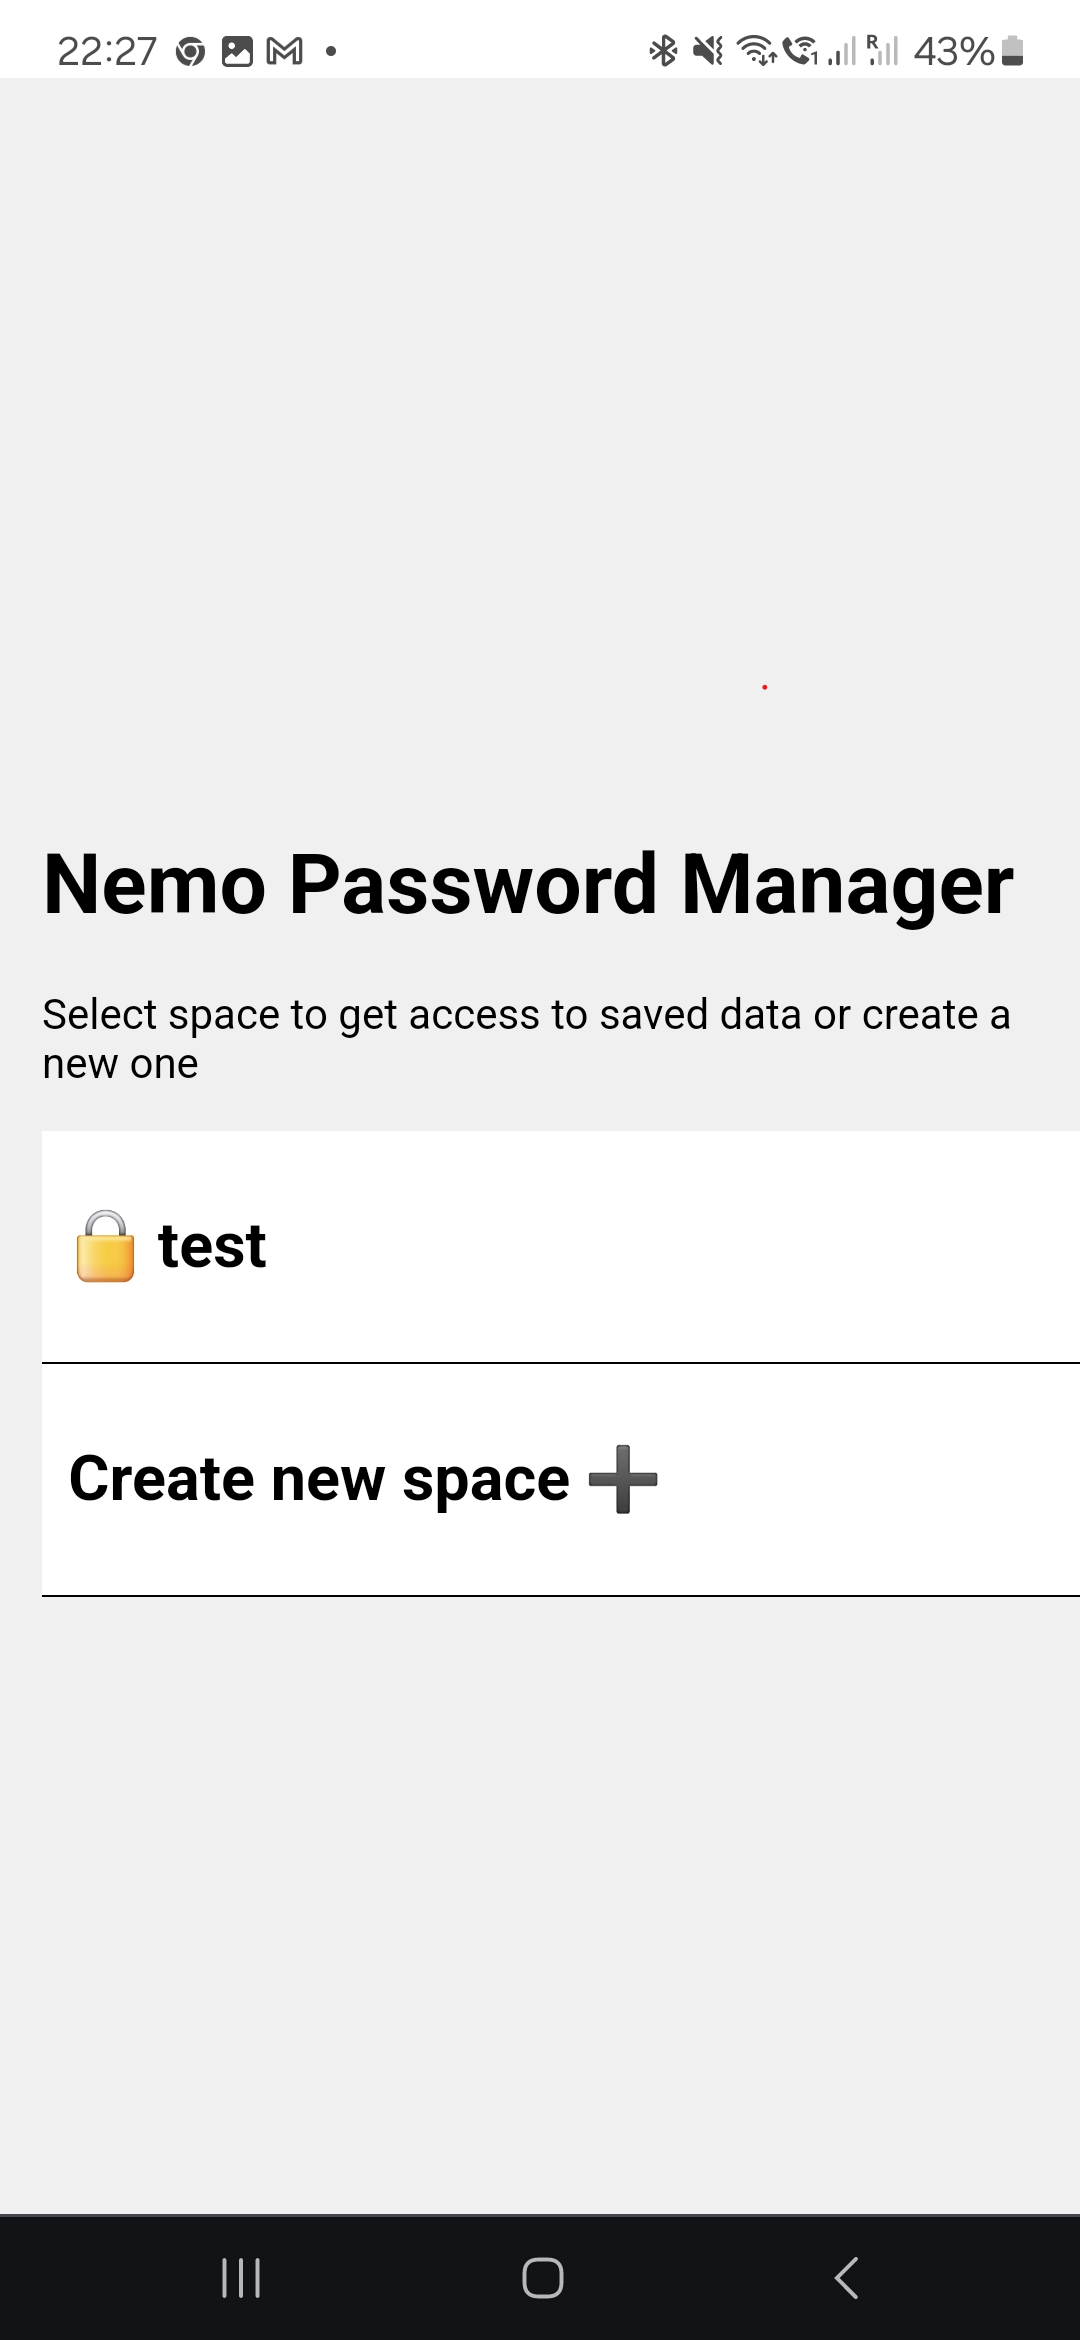 22:27 43%
Nemo Password Manager
Select space to get access to saved data or create a
new one
test
Create new space